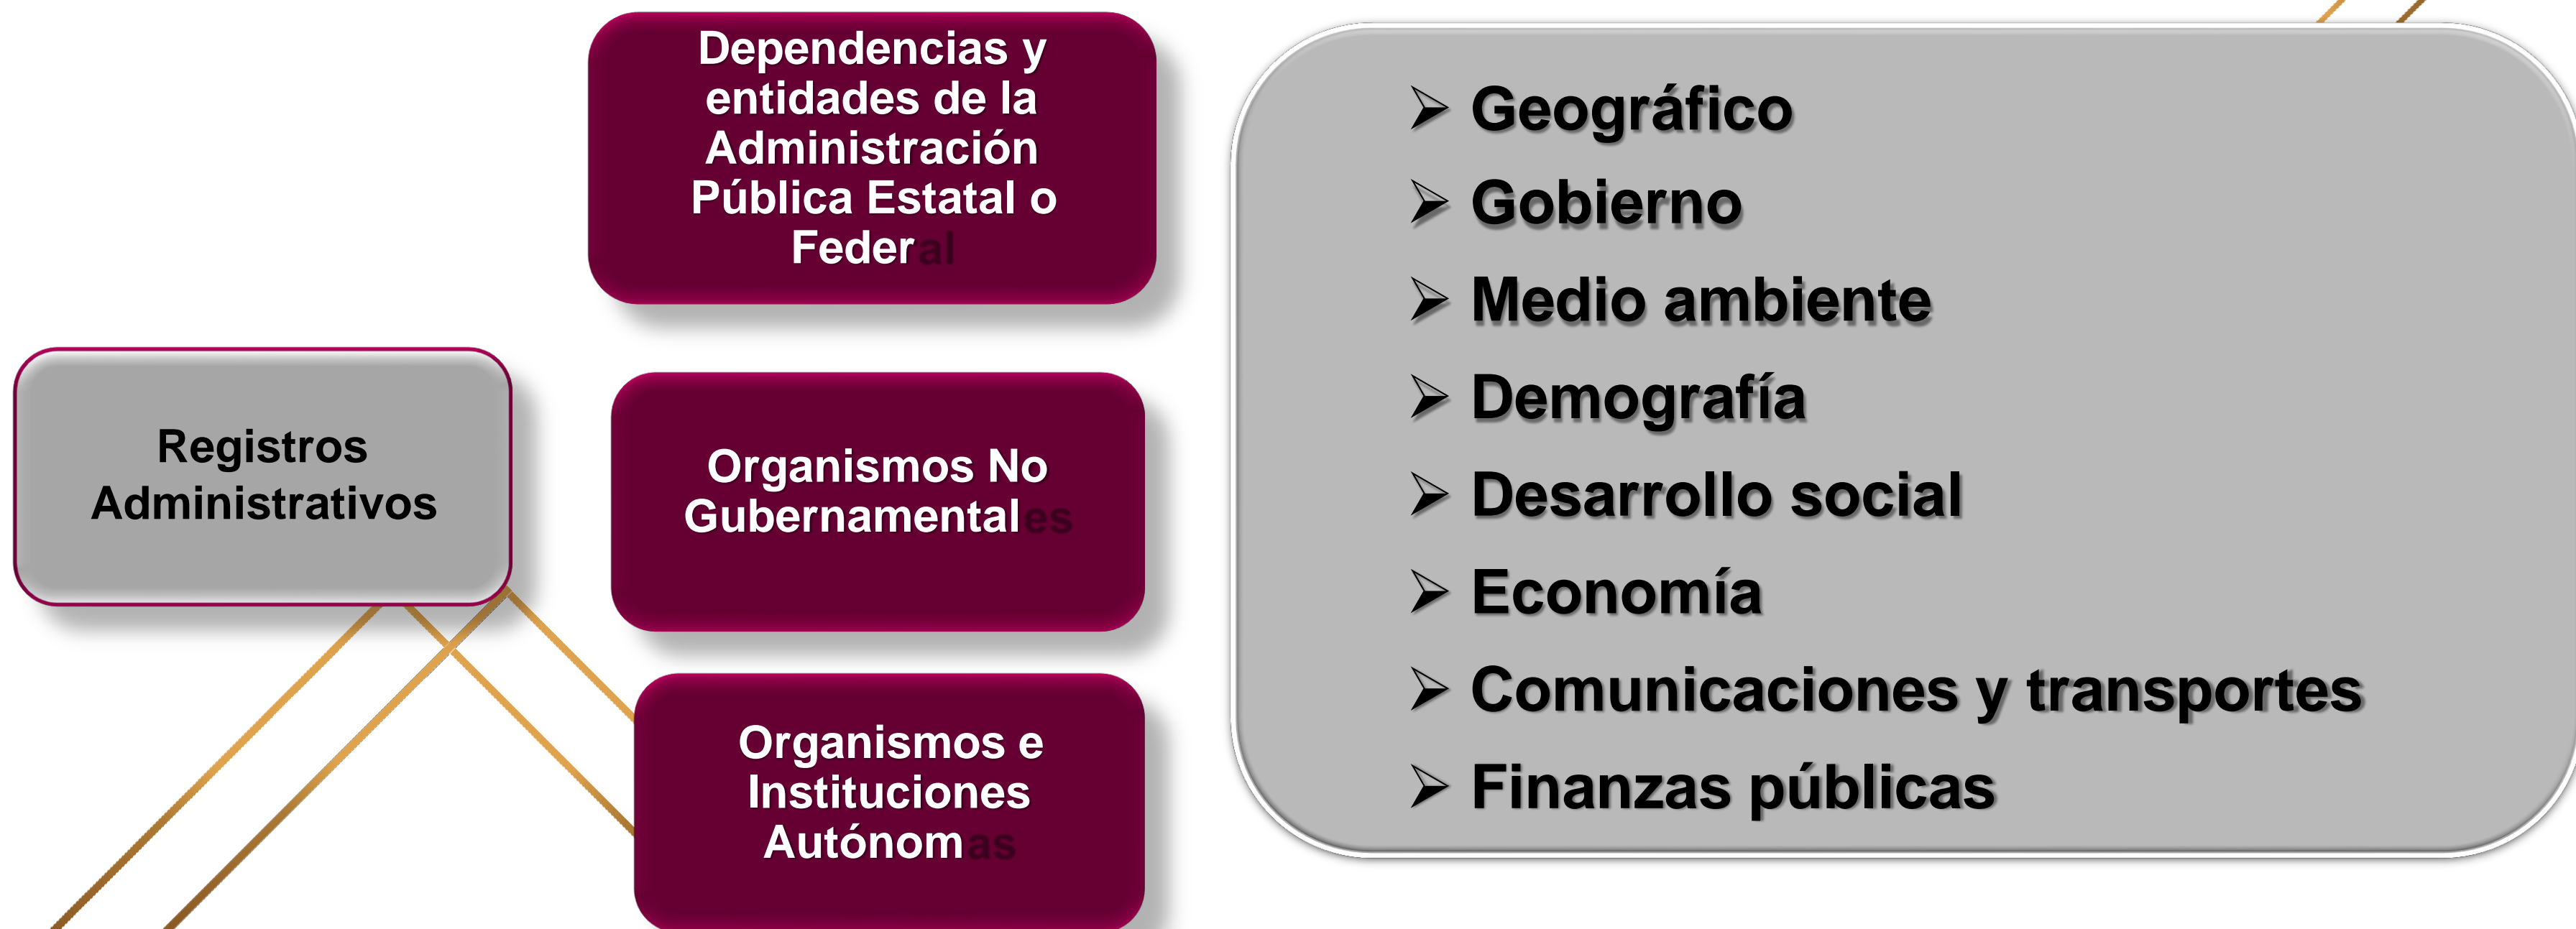 Registros
Administrativos
Dependencias y
entidades de la
Administración
Pública Estatal o
Federal
Organismos No
Gubernamentales
Organismos e
Instituciones
Autónomas
➢ Geográfico
➢ Gobierno
➢ Medio ambiente
➢ Demografía
➢ Desarrollo social
➢ Economía
➢ Comunicaciones y transportes
➢ Finanzas públicas